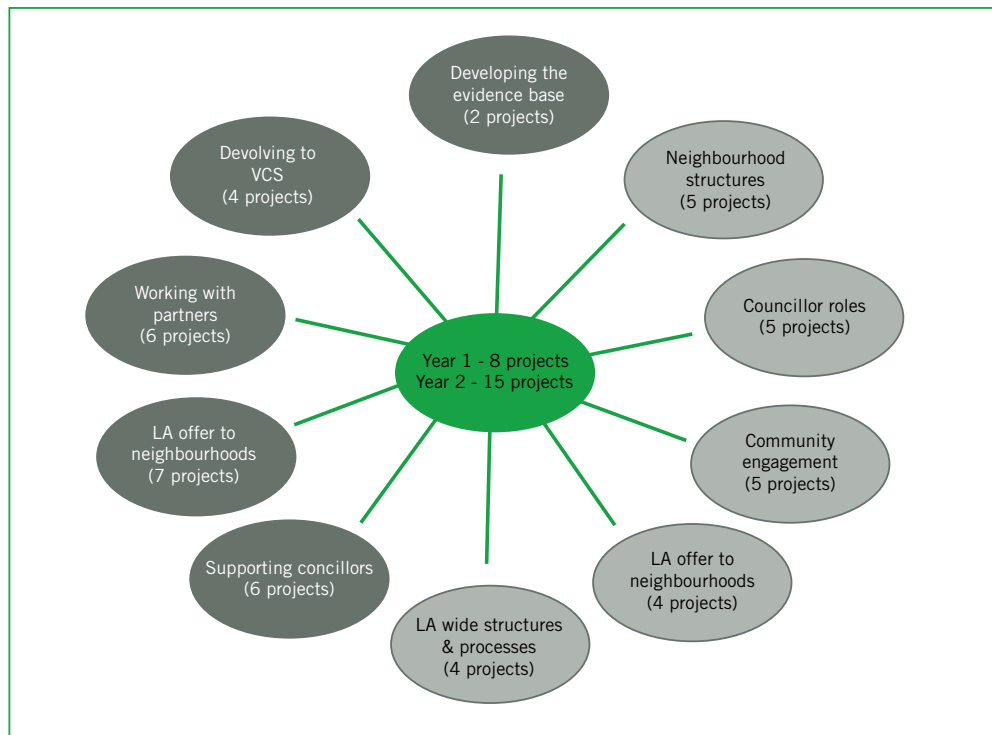 Developing the
evidence base
(2 projects)
Neighbourhood
structures
(5 projects)
Councillor roles
(5 projects)
Community
engagement
(5 projects)
LA offer to
neighbourhoods
(4 projects)
LA wide structures
& processes
(4 projects)
Supporting concillors
(6 projects)
LA offer to
neighbourhoods
(7 projects)
Working with
partners
(6 projects)
Devolving to
VCS
(4 projects)
Year 1 - 8 projects
Year 2 - 15 projects